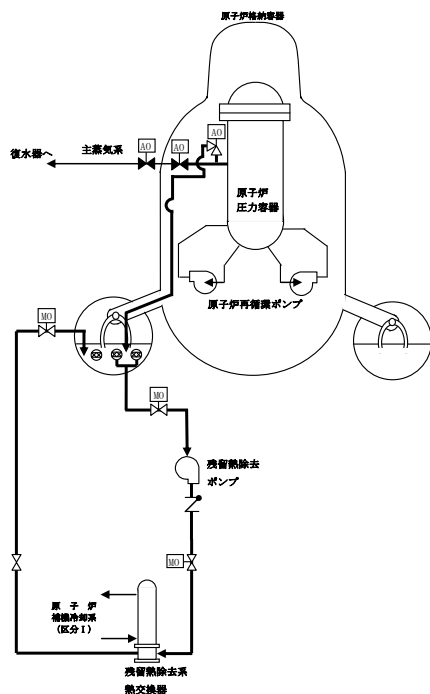 原子炉格納容器
AO
復水器へ
主蒸気系
AO
AO
原子炉
圧力容器
原子炉再循環ポンプ
MO
MO
残留熱除去
ポンプ
MO
原 子 炉
補機冷却系
(区分Ⅰ)
残留熱除去系
熱交換器